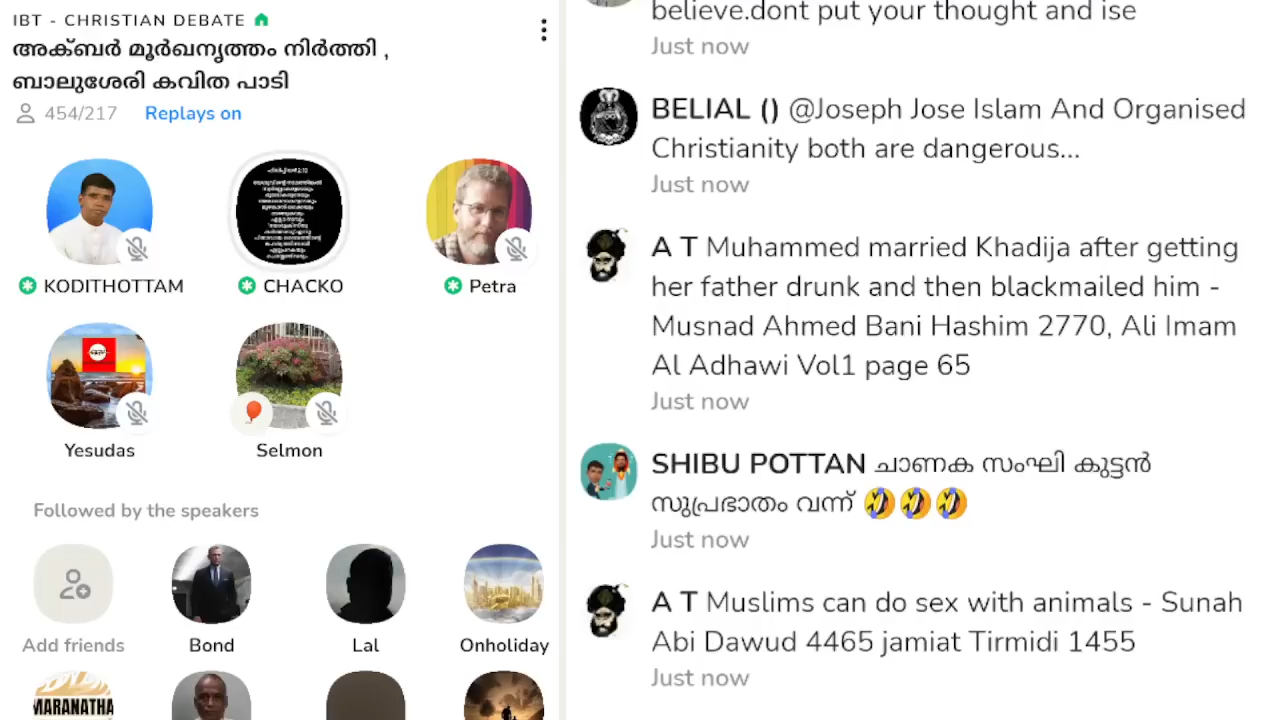 IBT - CHRISTIAN DEBATE
അക്ബർ മൂർഖനൃത്തം നിർത്തി ,
ബാലുശേരി കവിത പാടി
454/217 Replays on
KODITHOTTAM
CHACKO
Petra
Yesudas
Selmon
Followed by the speakers
Add friends
Bond
Lal
Onholiday
MARANATHA
believe.dont put your thought and ise
Just now
BELIAL () @Joseph Jose Islam And Organised
Christianity both are dangerous...
Just now
A T Muhammed married Khadija after getting
her father drunk and then blackmailed him -
Musnad Ahmed Bani Hashim 2770, Ali Imam
Al Adhawi Vol1 page 65
Just now
SHIBU POTTAN ചാണക സംഘി കുട്ടൻ
സുപ്രഭാതം വന്ന് 🤣🤣🤣
Just now
A T Muslims can do sex with animals - Sunah
Abi Dawud 4465 jamiat Tirmidi 1455
Just now